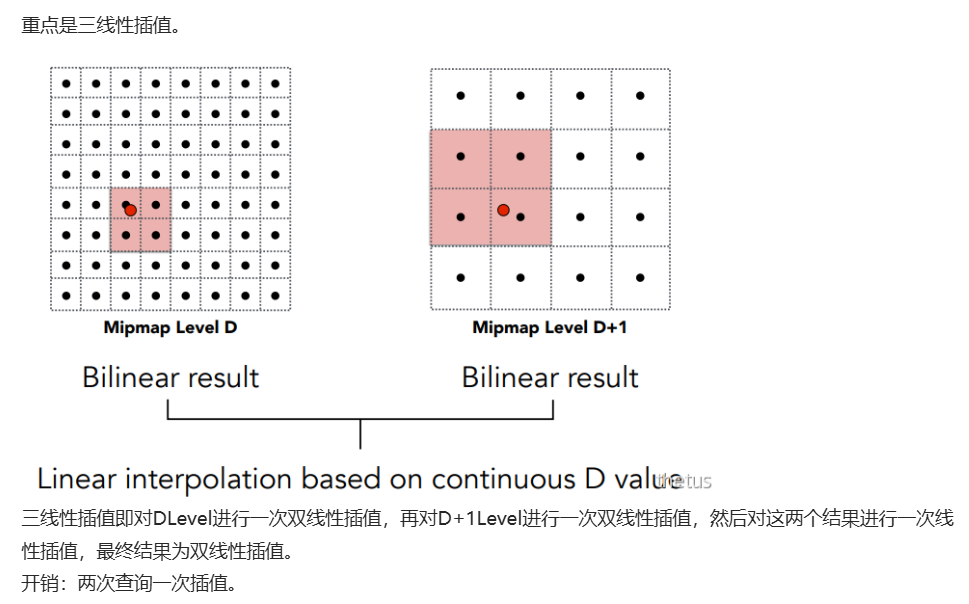 重点是三线性插值。
Mipmap Level D
Mipmap Level D+1
Bilinear result
Bilinear result
Linear interpolation based on continuous D value
thetus
三线性插值即对DLevel进行一次双线性插值，再对D+1Level进行一次双线性插值，然后对这两个结果进行一次线
性插值，最终结果为双线性插值。
开销：两次查询一次插值。